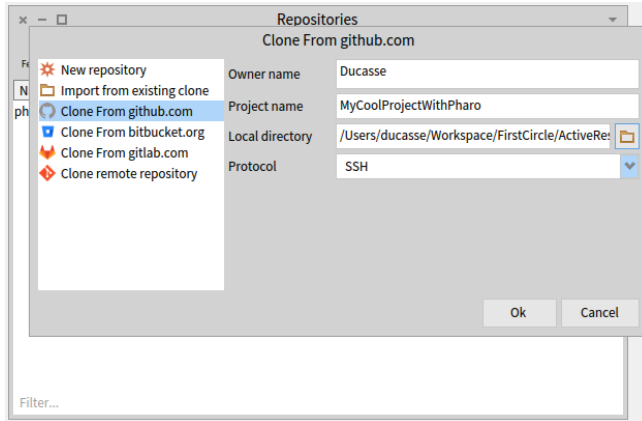 Repositories
Clone From github.com
Fe
N
ph
New repository
Import from existing clone
Clone From github.com
Clone From bitbucket.org
Clone From gitlab.com
Clone remote repository
Owner name
Ducasse
Project name
MyCoolProjectWithPharo
Local directory
/Users/ducasse/Workspace/FirstCircle/ActiveRes
Protocol
SSH
Ok
Cancel
Filter...